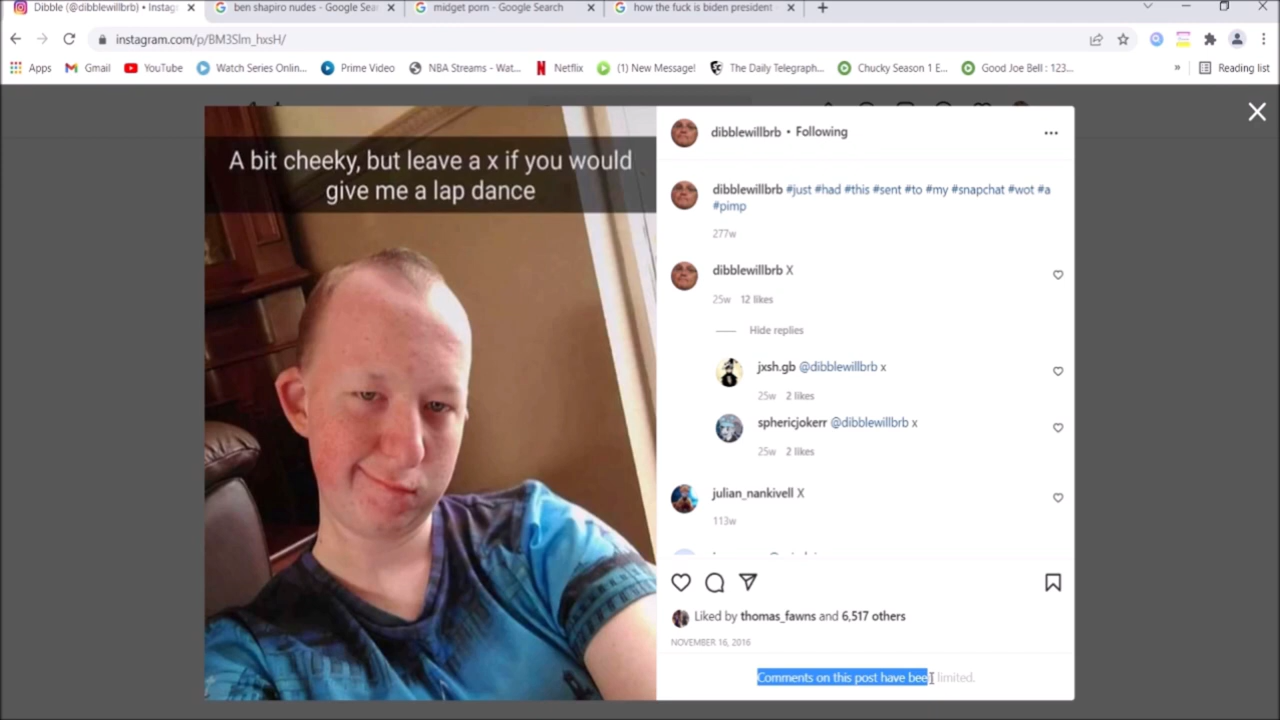 Dibble (@dibblewillbrb) • Instag
ben shapiro nudes - Google Sea
midget porn - Google Search
how the fuck is biden president
instagram.com/p/BM3Slm_hxsH/
Apps
Gmail
YouTube
Watch Series Onlin...
Prime Video
NBA Streams - Wat...
Netflix
(1) New Message!
The Daily Telegraph...
Chucky Season 1 E...
Good Joe Bell : 123...
»
Reading list
A bit cheeky, but leave a x if you would
give me a lap dance
dibblewillbrb • Following
dibblewillbrb #just #had #this #sent #to #my #snapchat #wot #a
#pimp
277w
dibblewillbrb X
25w 12 likes
Hide replies
jxsh.gb @dibblewillbrb x
25w 2 likes
sphericjokerr @dibblewillbrb x
25w 2 likes
julian_nankivell X
113w
Liked by thomas_fawns and 6,517 others
NOVEMBER 16, 2016
Comments on this post have been limited.